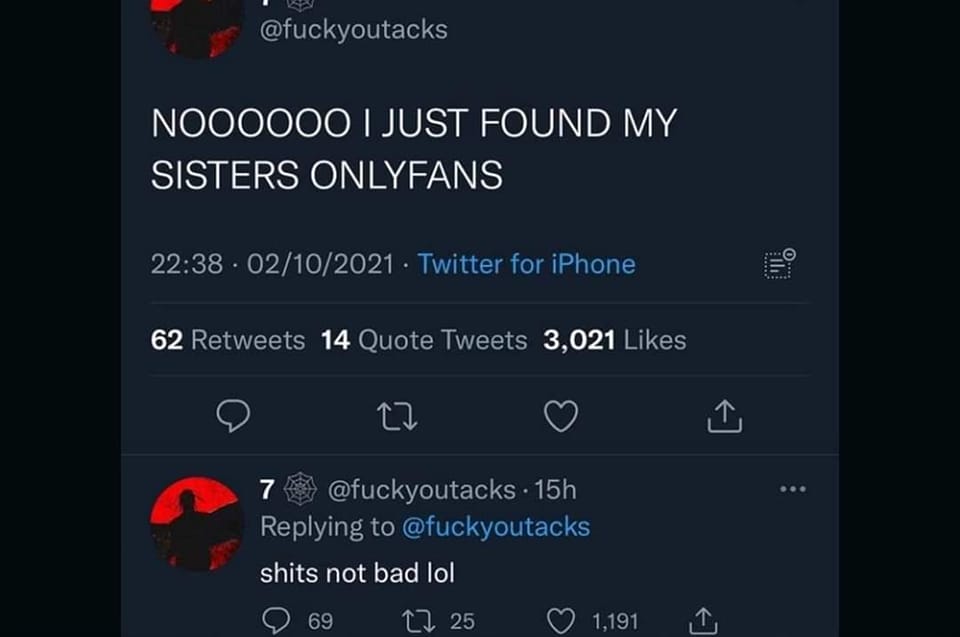 7
@fuckyoutacks
NOOOOOO I JUST FOUND MY
SISTERS ONLYFANS
22:38 · 02/10/2021 · Twitter for iPhone
62 Retweets 14 Quote Tweets 3,021 Likes
7 🕸️ @fuckyoutacks · 15h
Replying to @fuckyoutacks
shits not bad lol
69 25 1,191